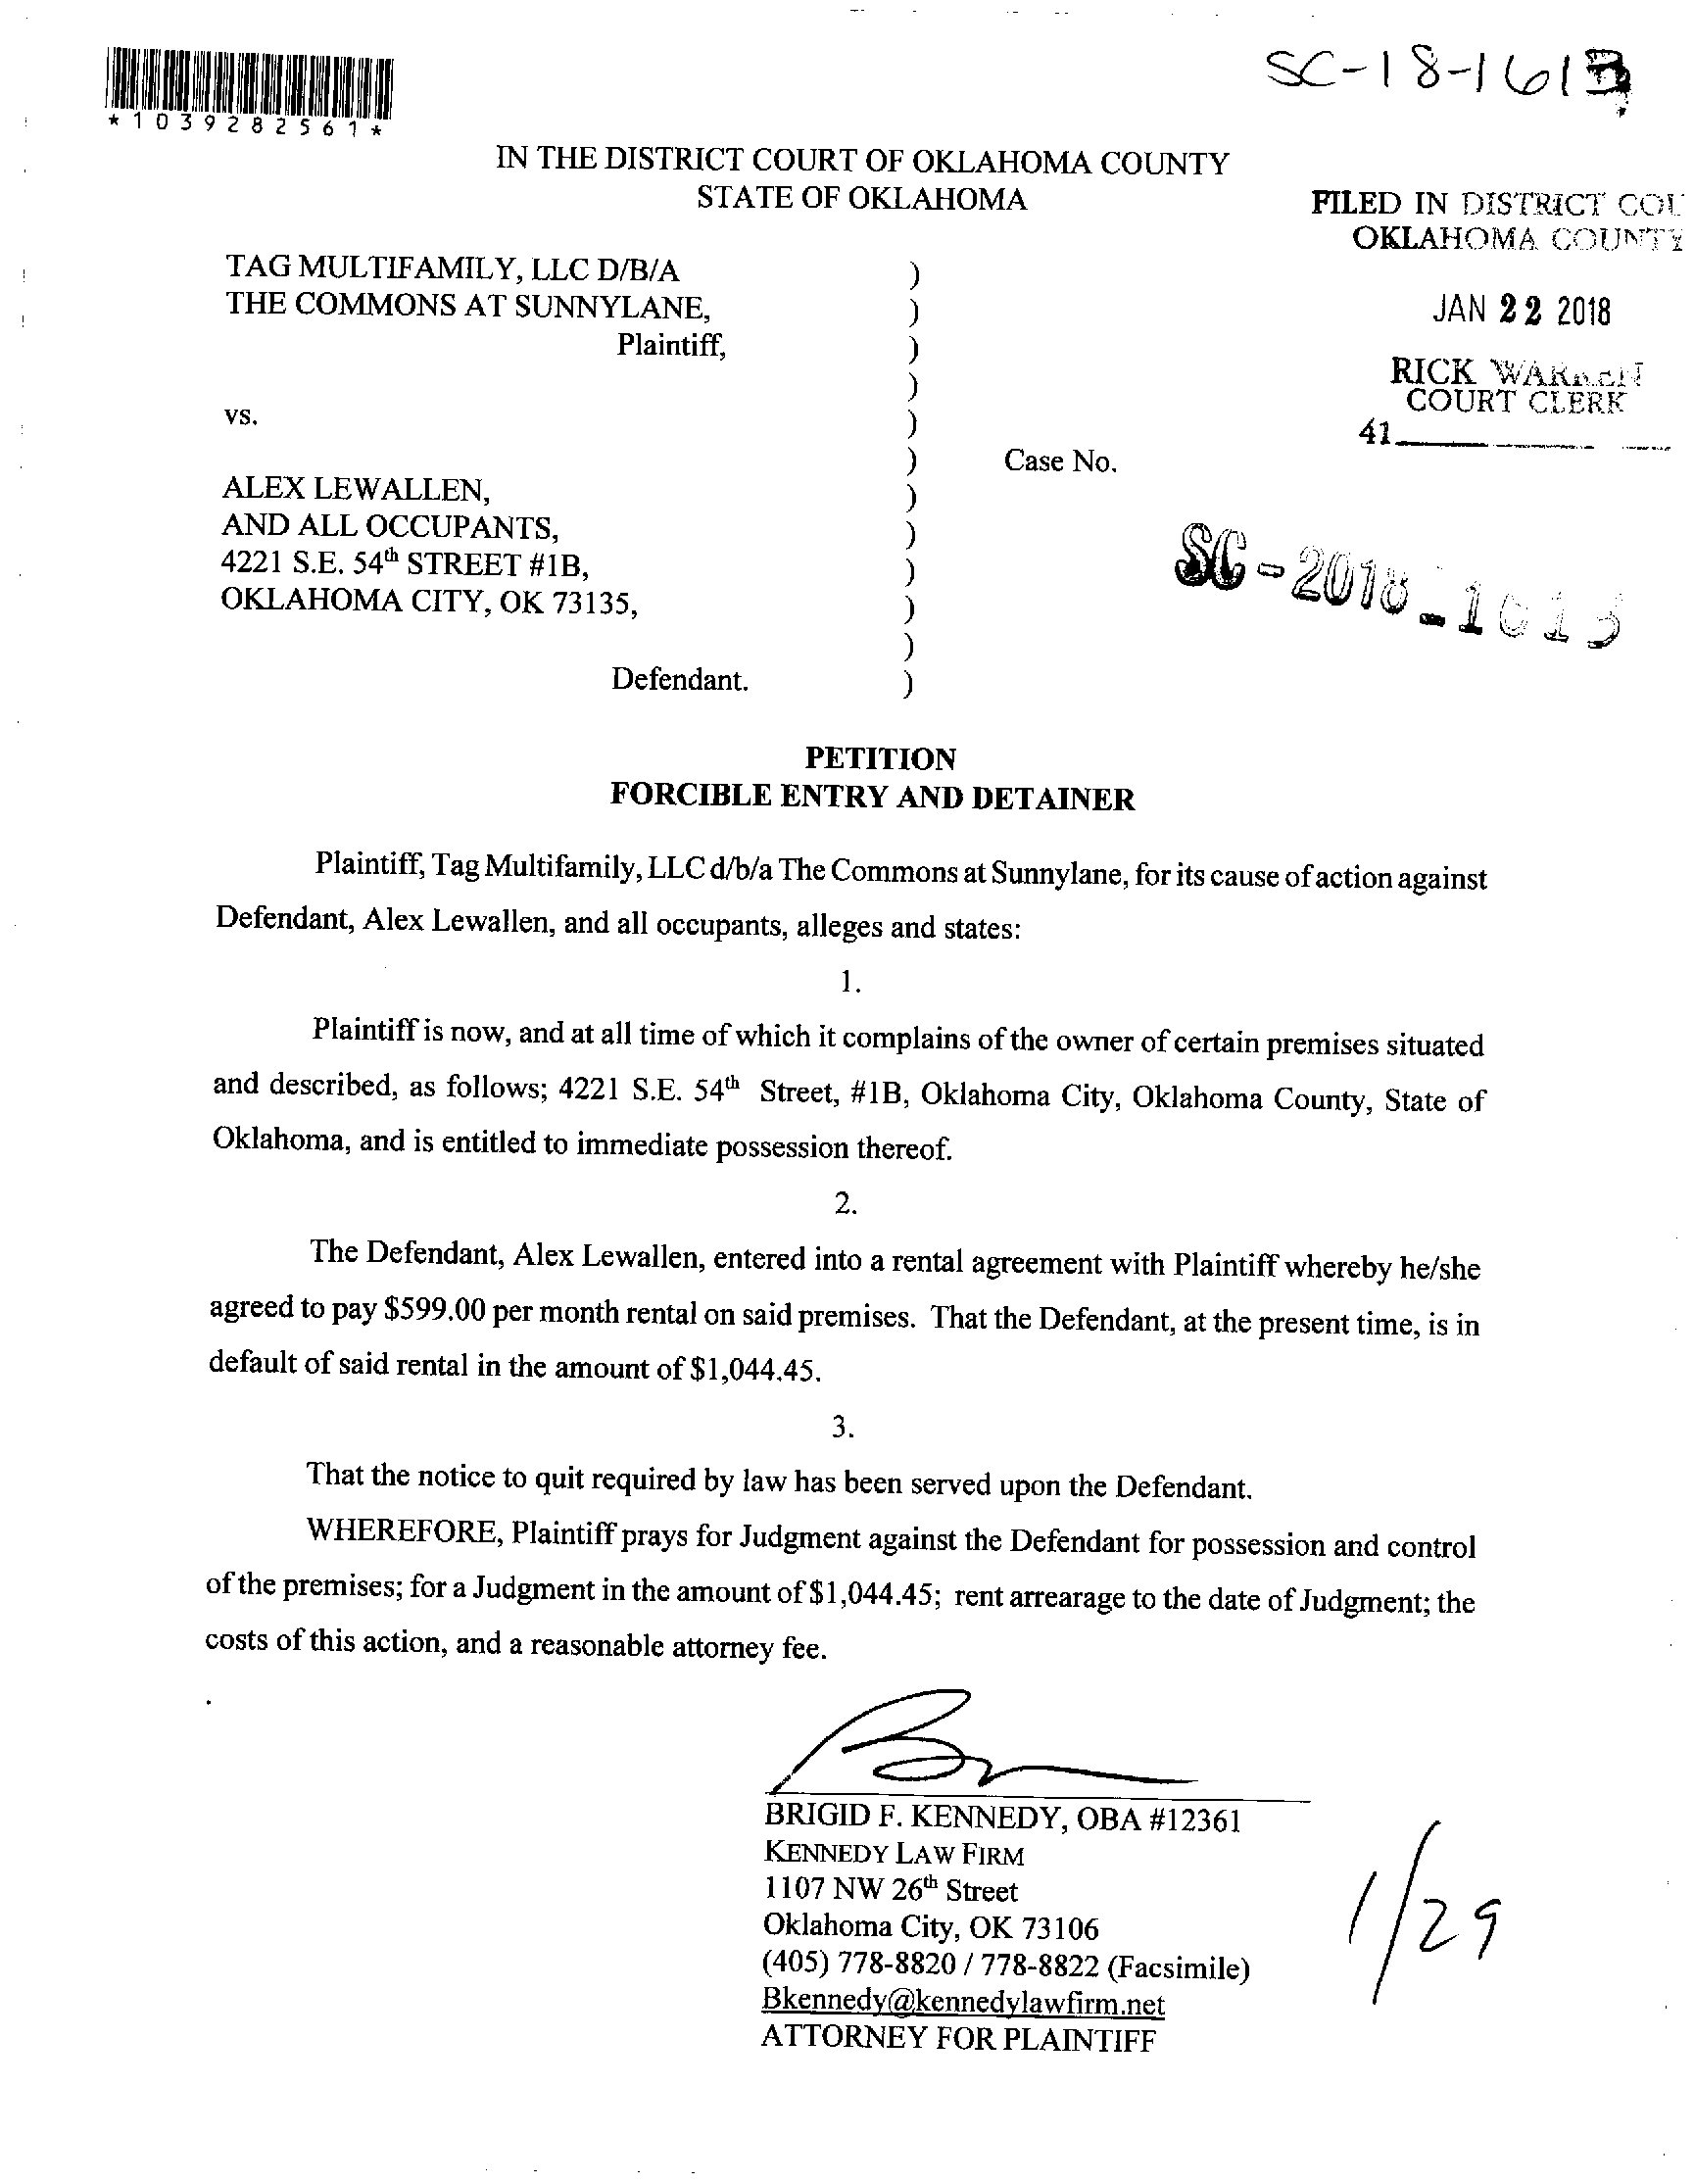 *1039282561*
SC-18-1613
IN THE DISTRICT COURT OF OKLAHOMA COUNTY
STATE OF OKLAHOMA
FILED IN DISTRICT COU
OKLAHOMA COUNTY
JAN 22 2018
RICK WARREN
COURT CLERK
41
TAG MULTIFAMILY, LLC D/B/A
THE COMMONS AT SUNNYLANE,
Plaintiff,
vs.
Case No.
SC-2018-1613
ALEX LEWALLEN,
AND ALL OCCUPANTS,
4221 S.E. 54th STREET #1B,
OKLAHOMA CITY, OK 73135,
Defendant.
)
)
)
)
)
)
)
)
)
)
)
)
PETITION
FORCIBLE ENTRY AND DETAINER
Plaintiff, Tag Multifamily, LLC d/b/a The Commons at Sunnylane, for its cause of action against
Defendant, Alex Lewallen, and all occupants, alleges and states:
1.
Plaintiff is now, and at all time of which it complains of the owner of certain premises situated
and described, as follows; 4221 S.E. 54th Street, #1B, Oklahoma City, Oklahoma County, State of
Oklahoma, and is entitled to immediate possession thereof.
2.
The Defendant, Alex Lewallen, entered into a rental agreement with Plaintiff whereby he/she
agreed to pay $599.00 per month rental on said premises. That the Defendant, at the present time, is in
default of said rental in the amount of $1,044.45.
3.
That the notice to quit required by law has been served upon the Defendant.
WHEREFORE, Plaintiff prays for Judgment against the Defendant for possession and control
of the premises; for a Judgment in the amount of $1,044.45; rent arrearage to the date of Judgment; the
costs of this action, and a reasonable attorney fee.
BRIGID F. KENNEDY, OBA #12361
KENNEDY LAW FIRM
1107 NW 26th Street
Oklahoma City, OK 73106
(405) 778-8820 / 778-8822 (Facsimile)
Bkennedy@kennedylawfirm.net
ATTORNEY FOR PLAINTIFF
1/29